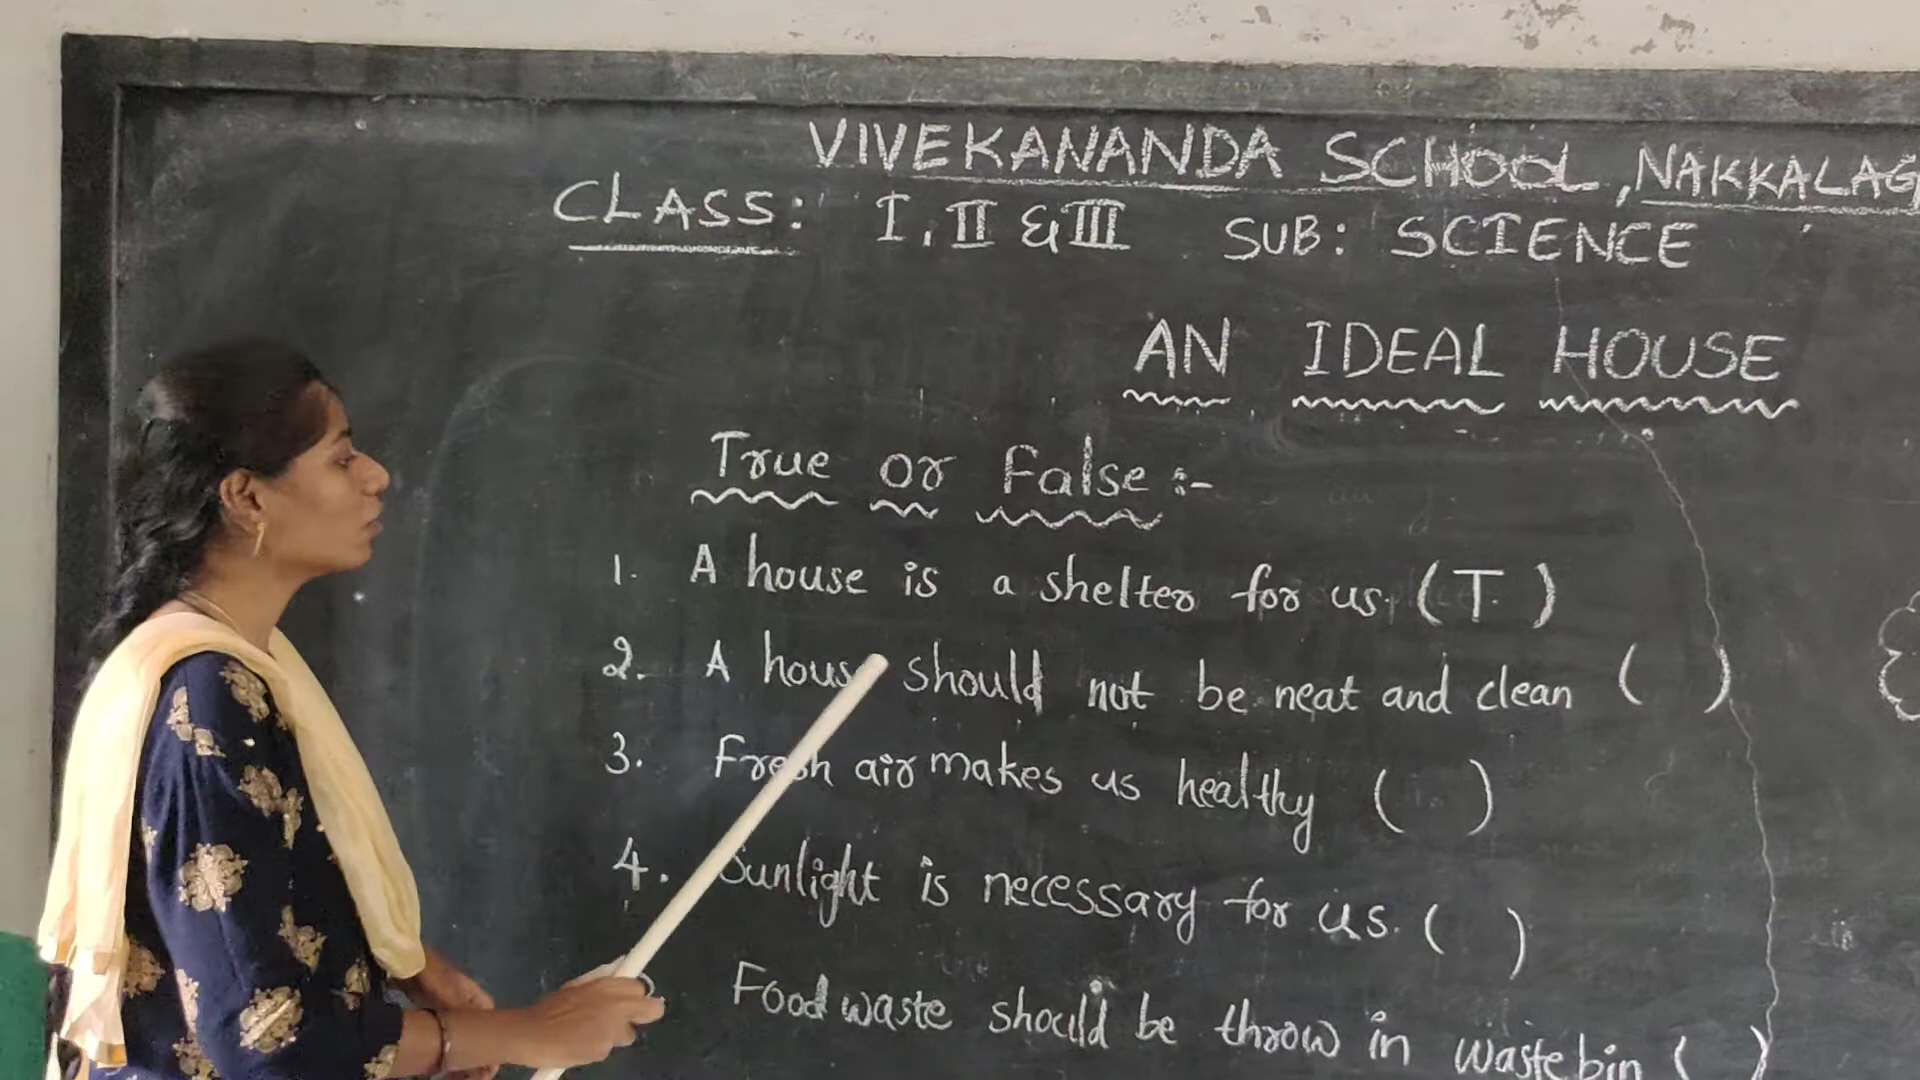 VIVEKANANDA SCHOOL, NAKKALAG
CLASS: I, II & III SUB: SCIENCE
AN IDEAL HOUSE
True or False :-
1. A house is a shelter for us. (T.)
2. A house should not be neat and clean ( )
3. Fresh air makes us healthy ( )
4. Sunlight is necessary for us. ( )
Food waste should be throw in waste bin ( )